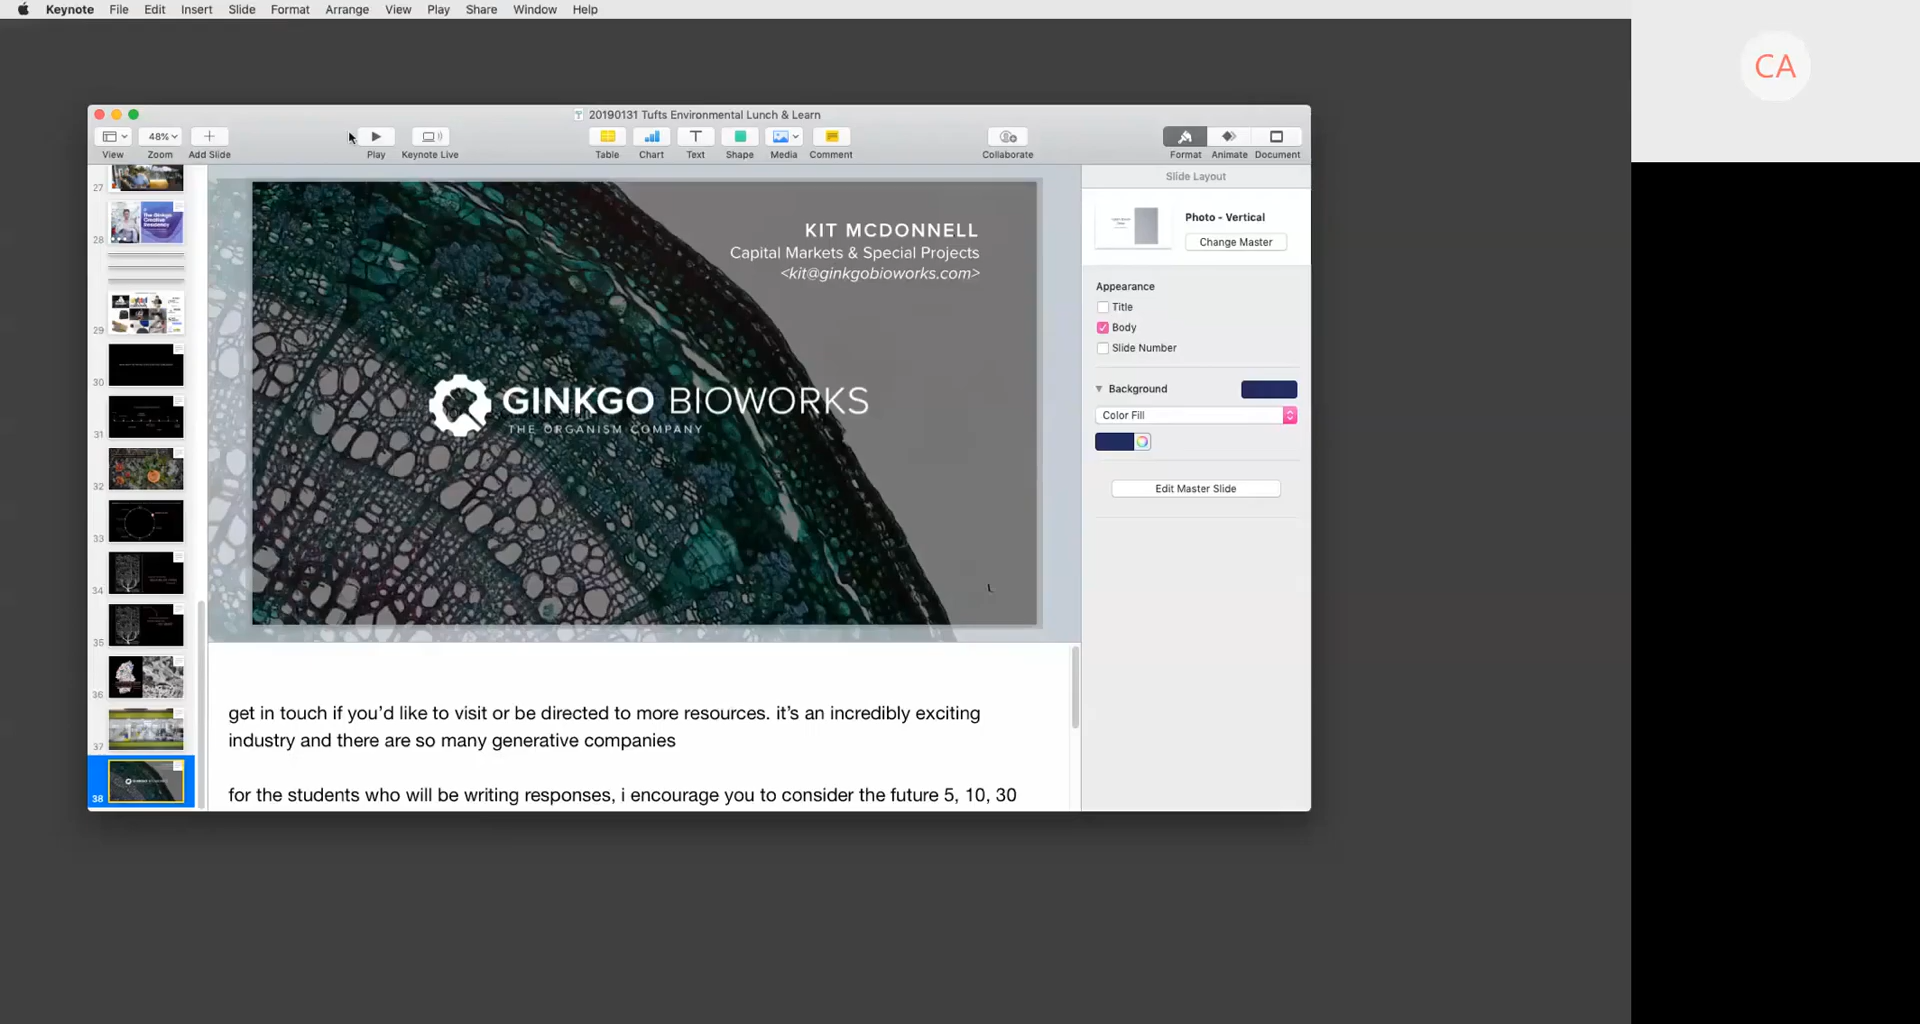 Keynote File Edit Insert Slide Format Arrange View Play Share Window Help
CA
20190131 Tufts Environmental Lunch & Learn
48%
View Zoom Add Slide Play Keynote Live Table Chart Text Shape Media Comment Collaborate Format Animate Document
Slide Layout
27
28
29
30
31
32
33
34
35
36
37
38
The Ginkgo Creative Residency
KIT MCDONNELL
Capital Markets & Special Projects
<kit@ginkgobioworks.com>
GINKGO BIOWORKS
THE ORGANISM COMPANY
Photo - Vertical
Change Master
Appearance
Title
Body
Slide Number
Background
Color Fill
Edit Master Slide
get in touch if you’d like to visit or be directed to more resources. it’s an incredibly exciting
industry and there are so many generative companies
for the students who will be writing responses, i encourage you to consider the future 5, 10, 30